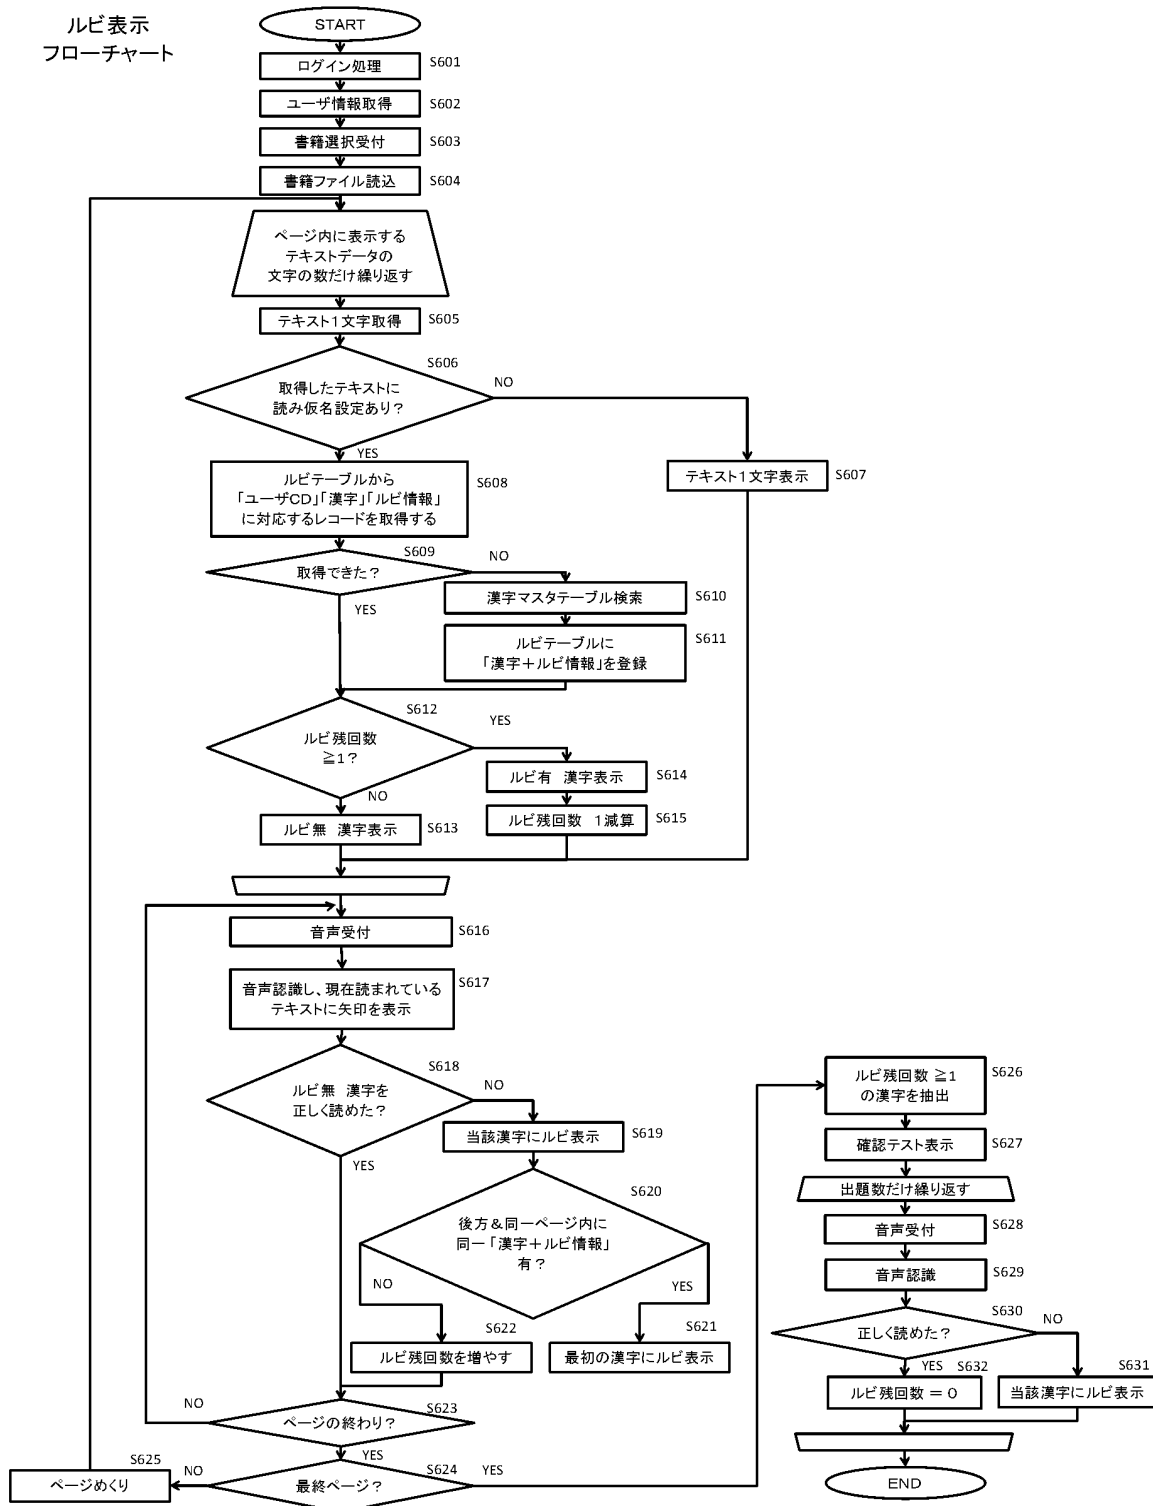 ルビ表示
フローチャート
START
ログイン処理
S601
ユーザ情報取得
S602
書籍選択受付
S603
書籍ファイル読込
S604
ページ内に表示する
テキストデータの
文字の数だけ繰り返す
テキスト1文字取得
S605
S606
取得したテキストに
読み仮名設定あり?
NO
YES
テキスト1文字表示
S607
ルビテーブルから
「ユーザCD」「漢字」「ルビ情報」
に対応するレコードを取得する
S608
S609
取得できた?
NO
YES
漢字マスタテーブル検索
S610
ルビテーブルに
「漢字+ルビ情報」を登録
S611
S612
ルビ残回数
≧1?
YES
NO
ルビ有 漢字表示
S614
ルビ無 漢字表示
S613
ルビ残回数 1減算
S615
音声受付
S616
音声認識し、現在読まれている
テキストに矢印を表示
S617
S618
ルビ無 漢字を
正しく読めた?
NO
YES
当該漢字にルビ表示
S619
S620
後方&同一ページ内に
同一「漢字+ルビ情報」
有?
NO
YES
S622
ルビ残回数を増やす
S621
最初の漢字にルビ表示
NO
S623
ページの終わり?
YES
S624
最終ページ?
NO
YES
S625
ページめくり
ルビ残回数 ≧1
の漢字を抽出
S626
確認テスト表示
S627
出題数だけ繰り返す
音声受付
S628
音声認識
S629
S630
正しく読めた?
NO
YES
S632
ルビ残回数 = 0
S631
当該漢字にルビ表示
END